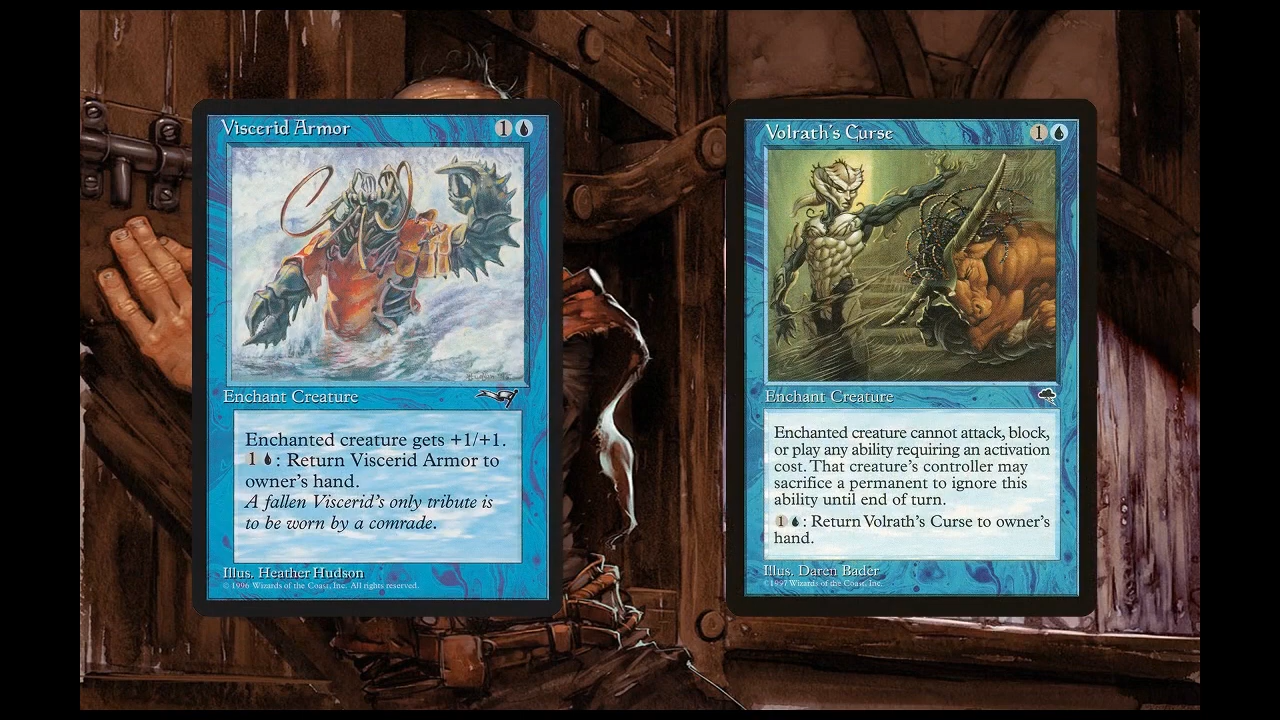 Viscerid Armor
1
Enchant Creature
Enchanted creature gets +1/+1.
1 : Return Viscerid Armor to
owner's hand.
A fallen Viscerid's only tribute is
to be worn by a comrade.
Illus. Heather Hudson
© 1996 Wizards of the Coast, Inc. All rights reserved.
Volrath's Curse
1
Enchant Creature
Enchanted creature cannot attack, block,
or play any ability requiring an activation
cost. That creature's controller may
sacrifice a permanent to ignore this
ability until end of turn.
1 : Return Volrath's Curse to owner's
hand.
Illus. Daren Bader
©1997 Wizards of the Coast, Inc.